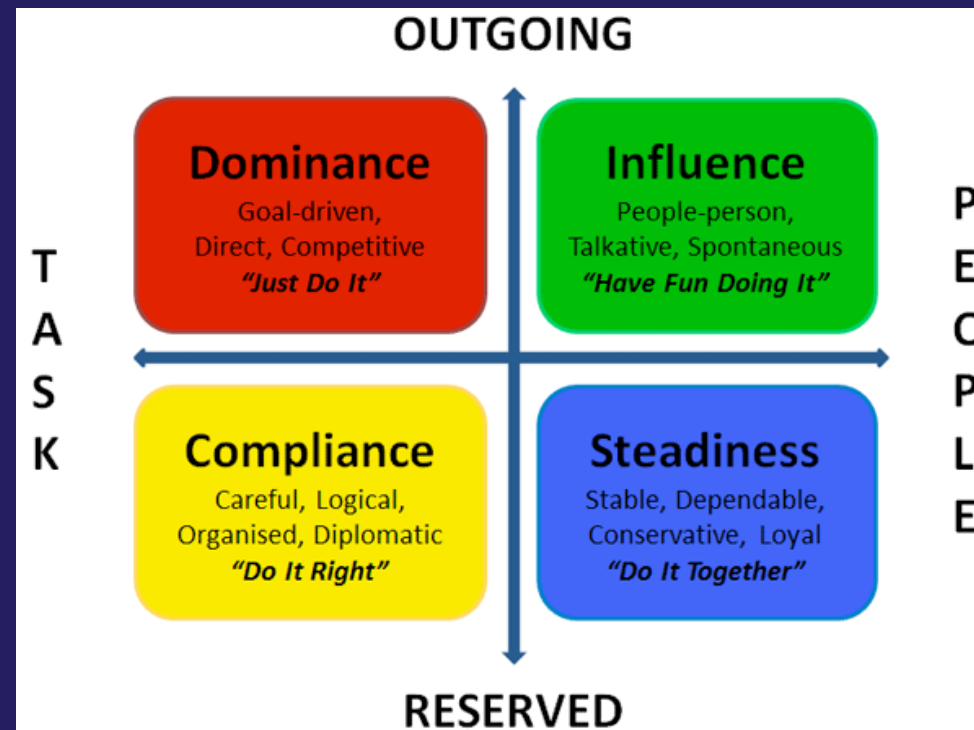 OUTGOING
Dominance
Goal-driven,
Direct, Competitive
“Just Do It”
Influence
People-person,
Talkative, Spontaneous
“Have Fun Doing It”
T
A
S
K
P
E
O
P
L
E
Compliance
Careful, Logical,
Organised, Diplomatic
“Do It Right”
Steadiness
Stable, Dependable,
Conservative, Loyal
“Do It Together”
RESERVED